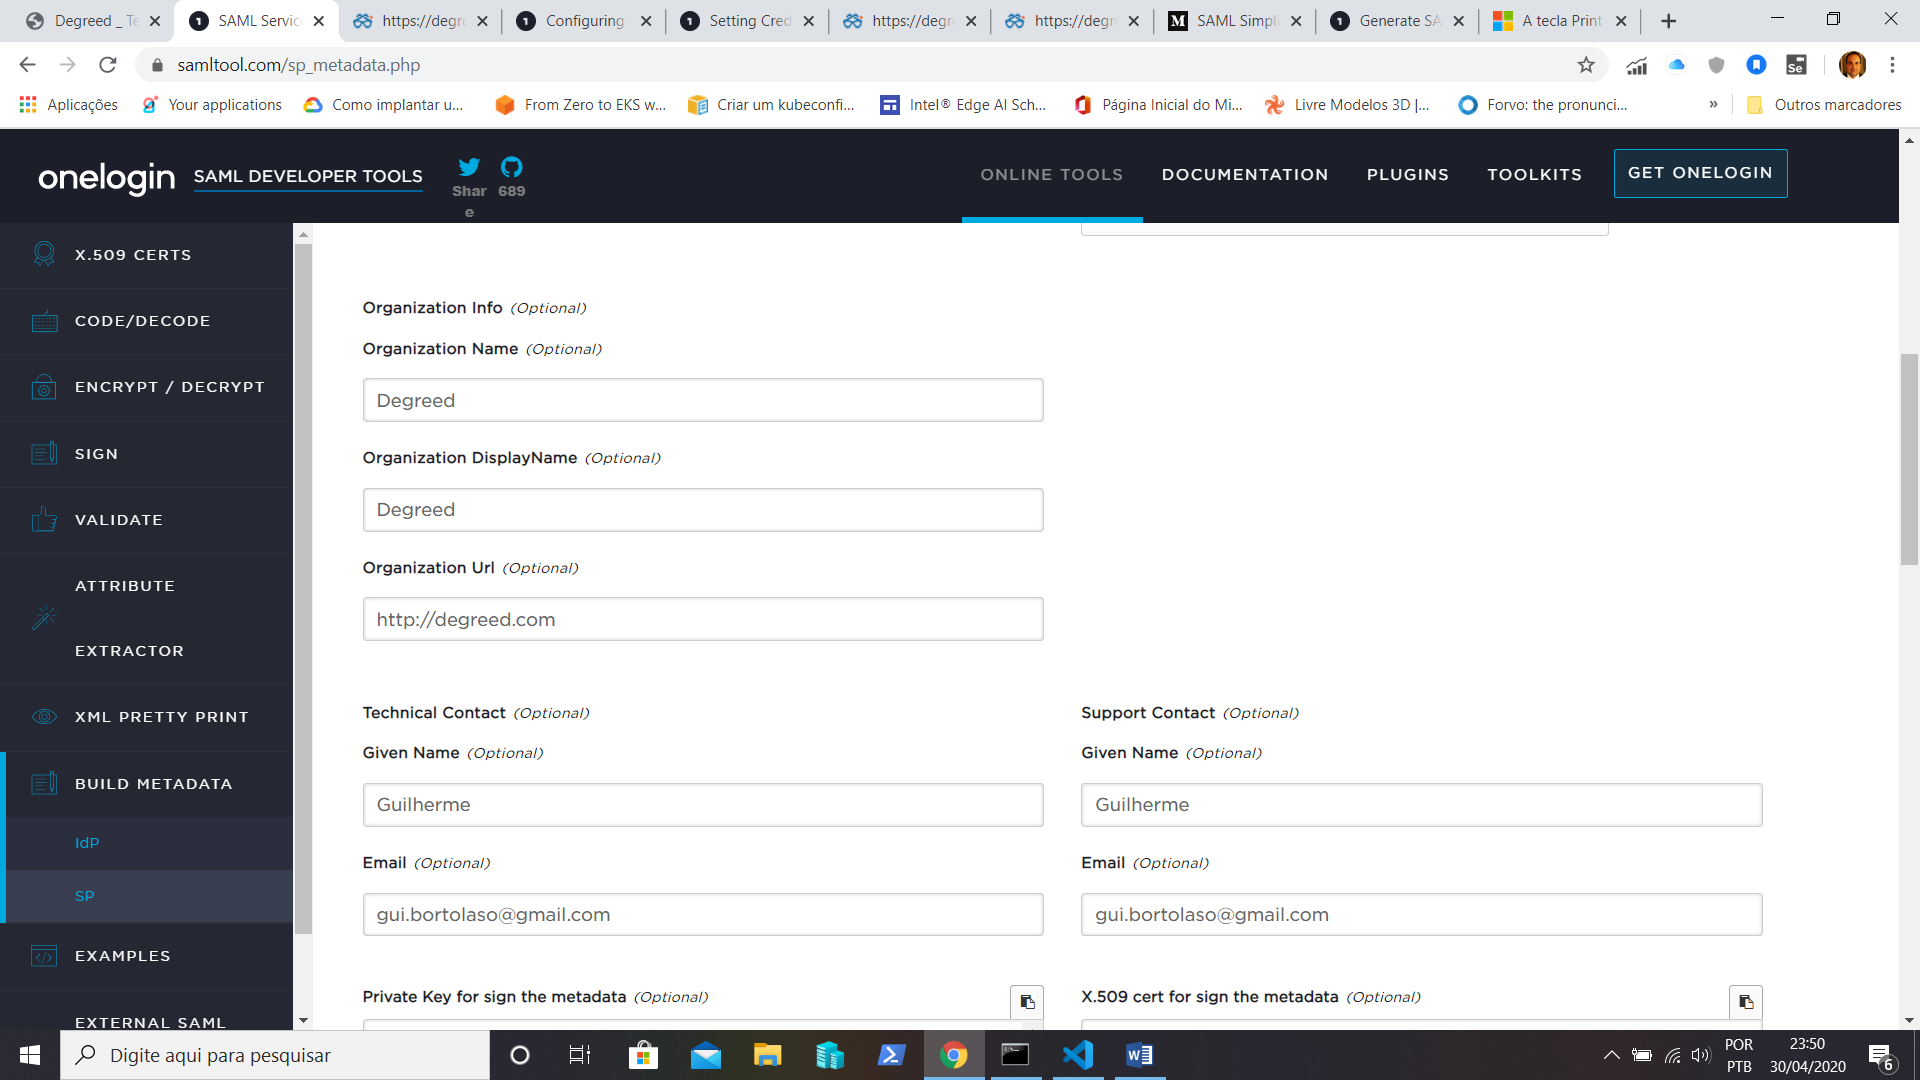 Degreed _ Te
SAML Servic
https://degre
Configuring
Setting Cred
https://degre
https://degre
SAML Simpli
Generate SA
A tecla Print
samltool.com/sp_metadata.php
Aplicações
Your applications
Como implantar u...
From Zero to EKS w...
Criar um kubeconfi...
Intel® Edge AI Sch...
Página Inicial do Mi...
Livre Modelos 3D |...
Forvo: the pronunci...
»
Outros marcadores
onelogin
SAML DEVELOPER TOOLS
Shar
e
689
ONLINE TOOLS
DOCUMENTATION
PLUGINS
TOOLKITS
GET ONELOGIN
X.509 CERTS
CODE/DECODE
ENCRYPT / DECRYPT
SIGN
VALIDATE
ATTRIBUTE
EXTRACTOR
XML PRETTY PRINT
BUILD METADATA
IdP
SP
EXAMPLES
EXTERNAL SAML
Organization Info (Optional)
Organization Name (Optional)
Degreed
Organization DisplayName (Optional)
Degreed
Organization Url (Optional)
http://degreed.com
Technical Contact (Optional)
Given Name (Optional)
Guilherme
Email (Optional)
gui.bortolaso@gmail.com
Support Contact (Optional)
Given Name (Optional)
Guilherme
Email (Optional)
gui.bortolaso@gmail.com
Private Key for sign the metadata (Optional)
X.509 cert for sign the metadata (Optional)
Digite aqui para pesquisar
POR
PTB
23:50
30/04/2020
6